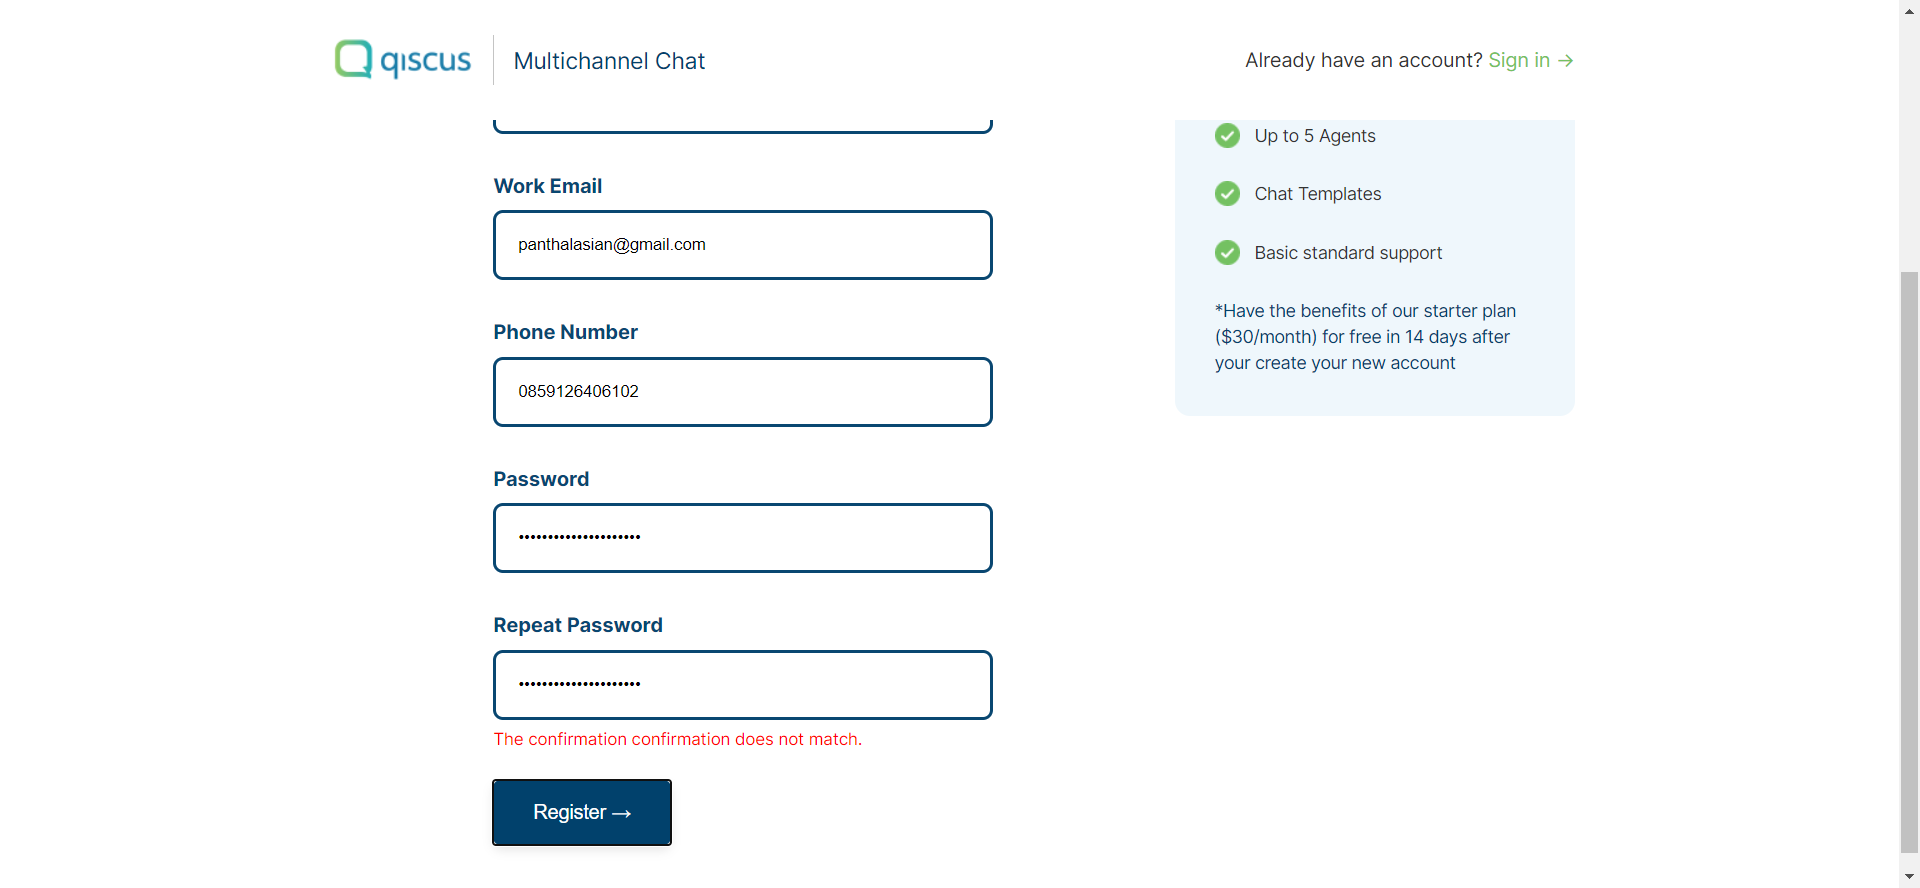 qiscus
Multichannel Chat
Already have an account? Sign in →
Work Email
panthalasian@gmail.com
Phone Number
0859126406102
Password
•••••••••••••••••••••
Repeat Password
•••••••••••••••••••••
The confirmation confirmation does not match.
Register →
Up to 5 Agents
Chat Templates
Basic standard support
*Have the benefits of our starter plan
($30/month) for free in 14 days after
your create your new account